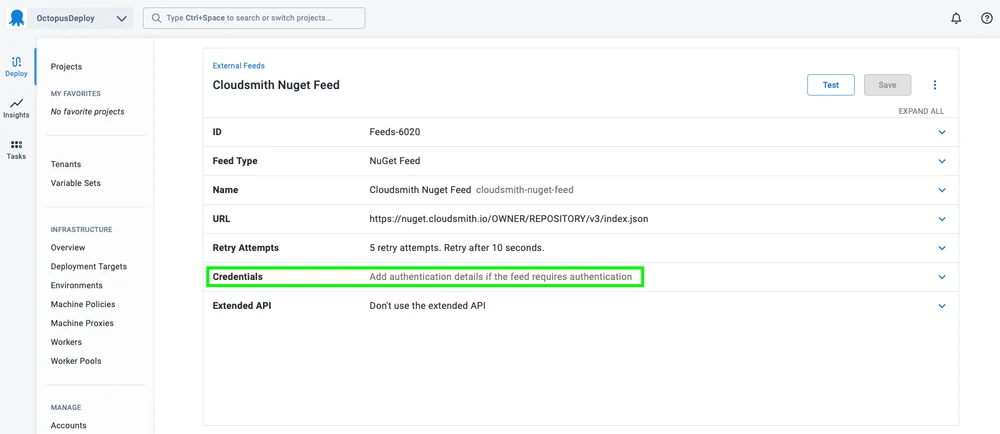 OctopusDeploy
Type Ctrl+Space to search or switch projects...
Deploy
Insights
Tasks
Projects
MY FAVORITES
No favorite projects
Tenants
Variable Sets
INFRASTRUCTURE
Overview
Deployment Targets
Environments
Machine Policies
Machine Proxies
Workers
Worker Pools
MANAGE
Accounts
External Feeds
Cloudsmith Nuget Feed
Test
Save
EXPAND ALL
ID Feeds-6020
Feed Type NuGet Feed
Name Cloudsmith Nuget Feed cloudsmith-nuget-feed
URL https://nuget.cloudsmith.io/OWNER/REPOSITORY/v3/index.json
Retry Attempts 5 retry attempts. Retry after 10 seconds.
Credentials Add authentication details if the feed requires authentication
Extended API Don't use the extended API